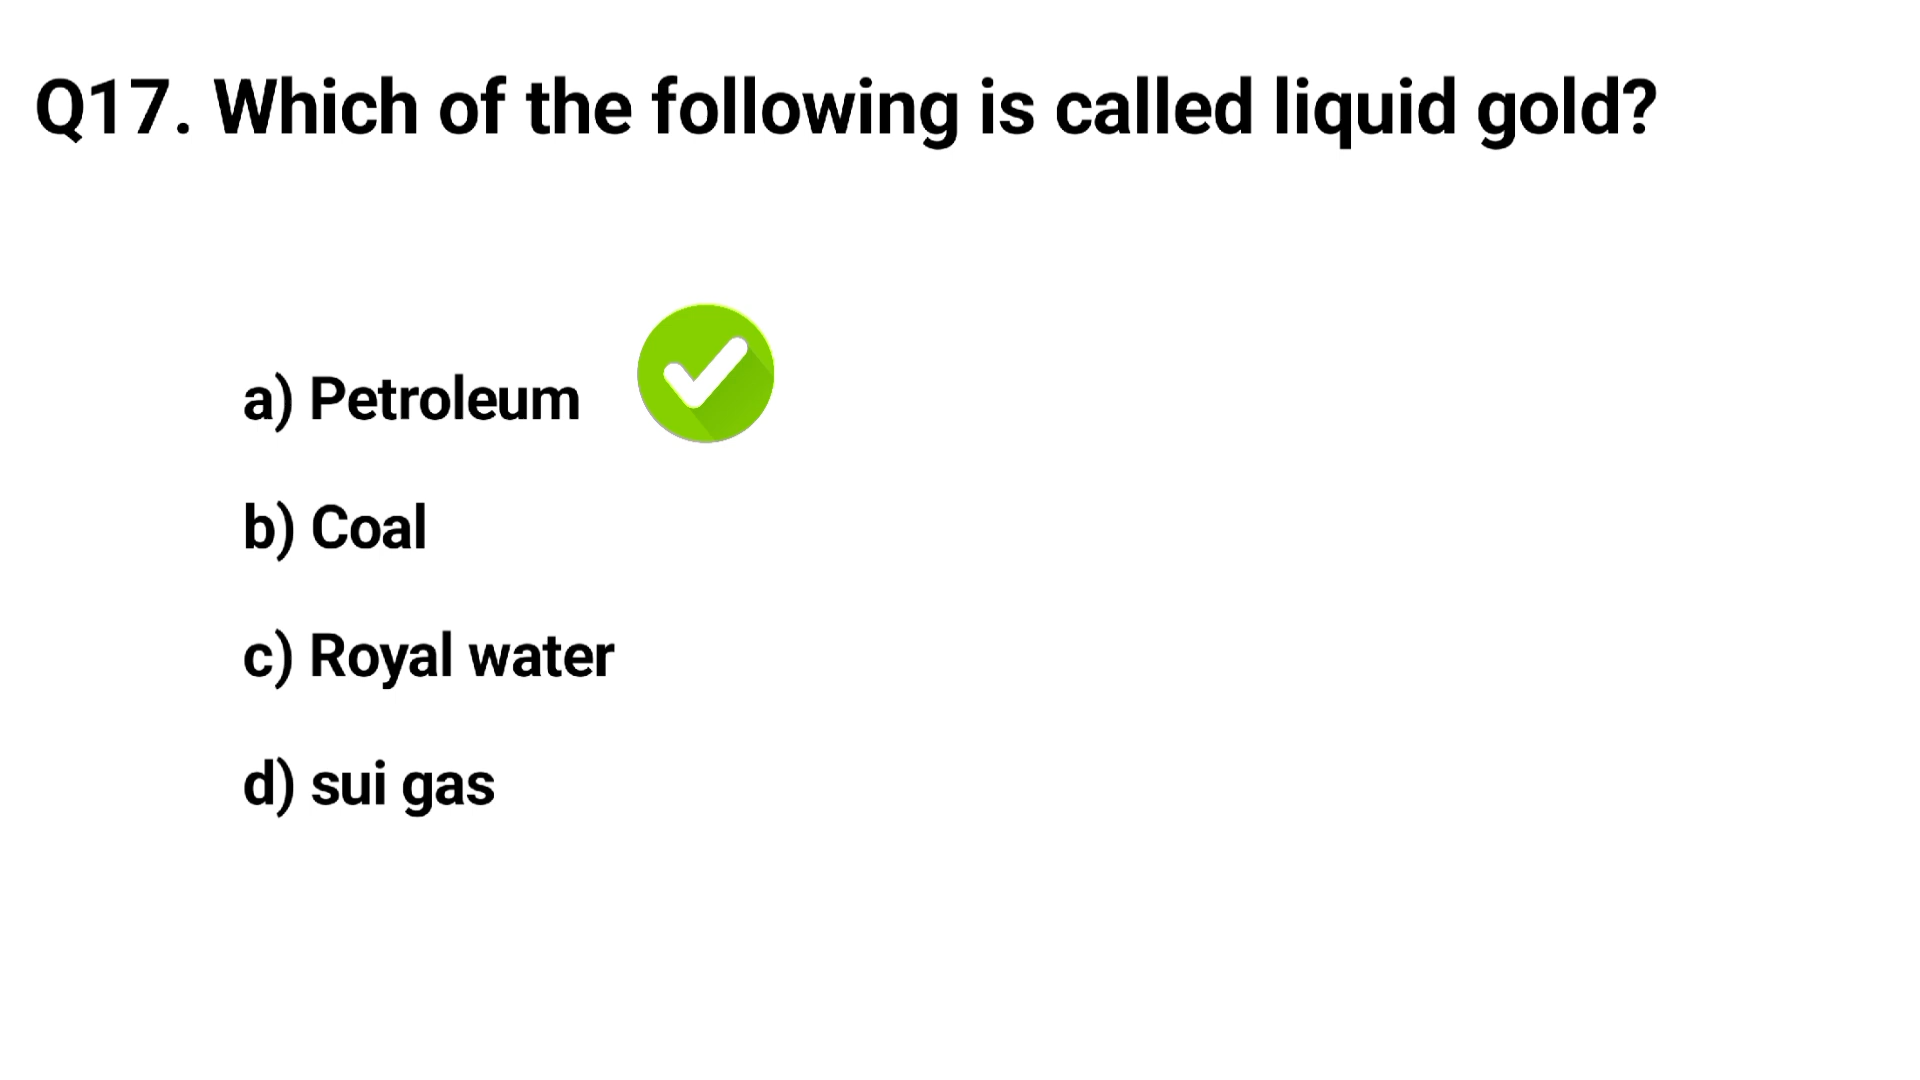 Q17. Which of the following is called liquid gold?
a) Petroleum
b) Coal
c) Royal water
d) sui gas